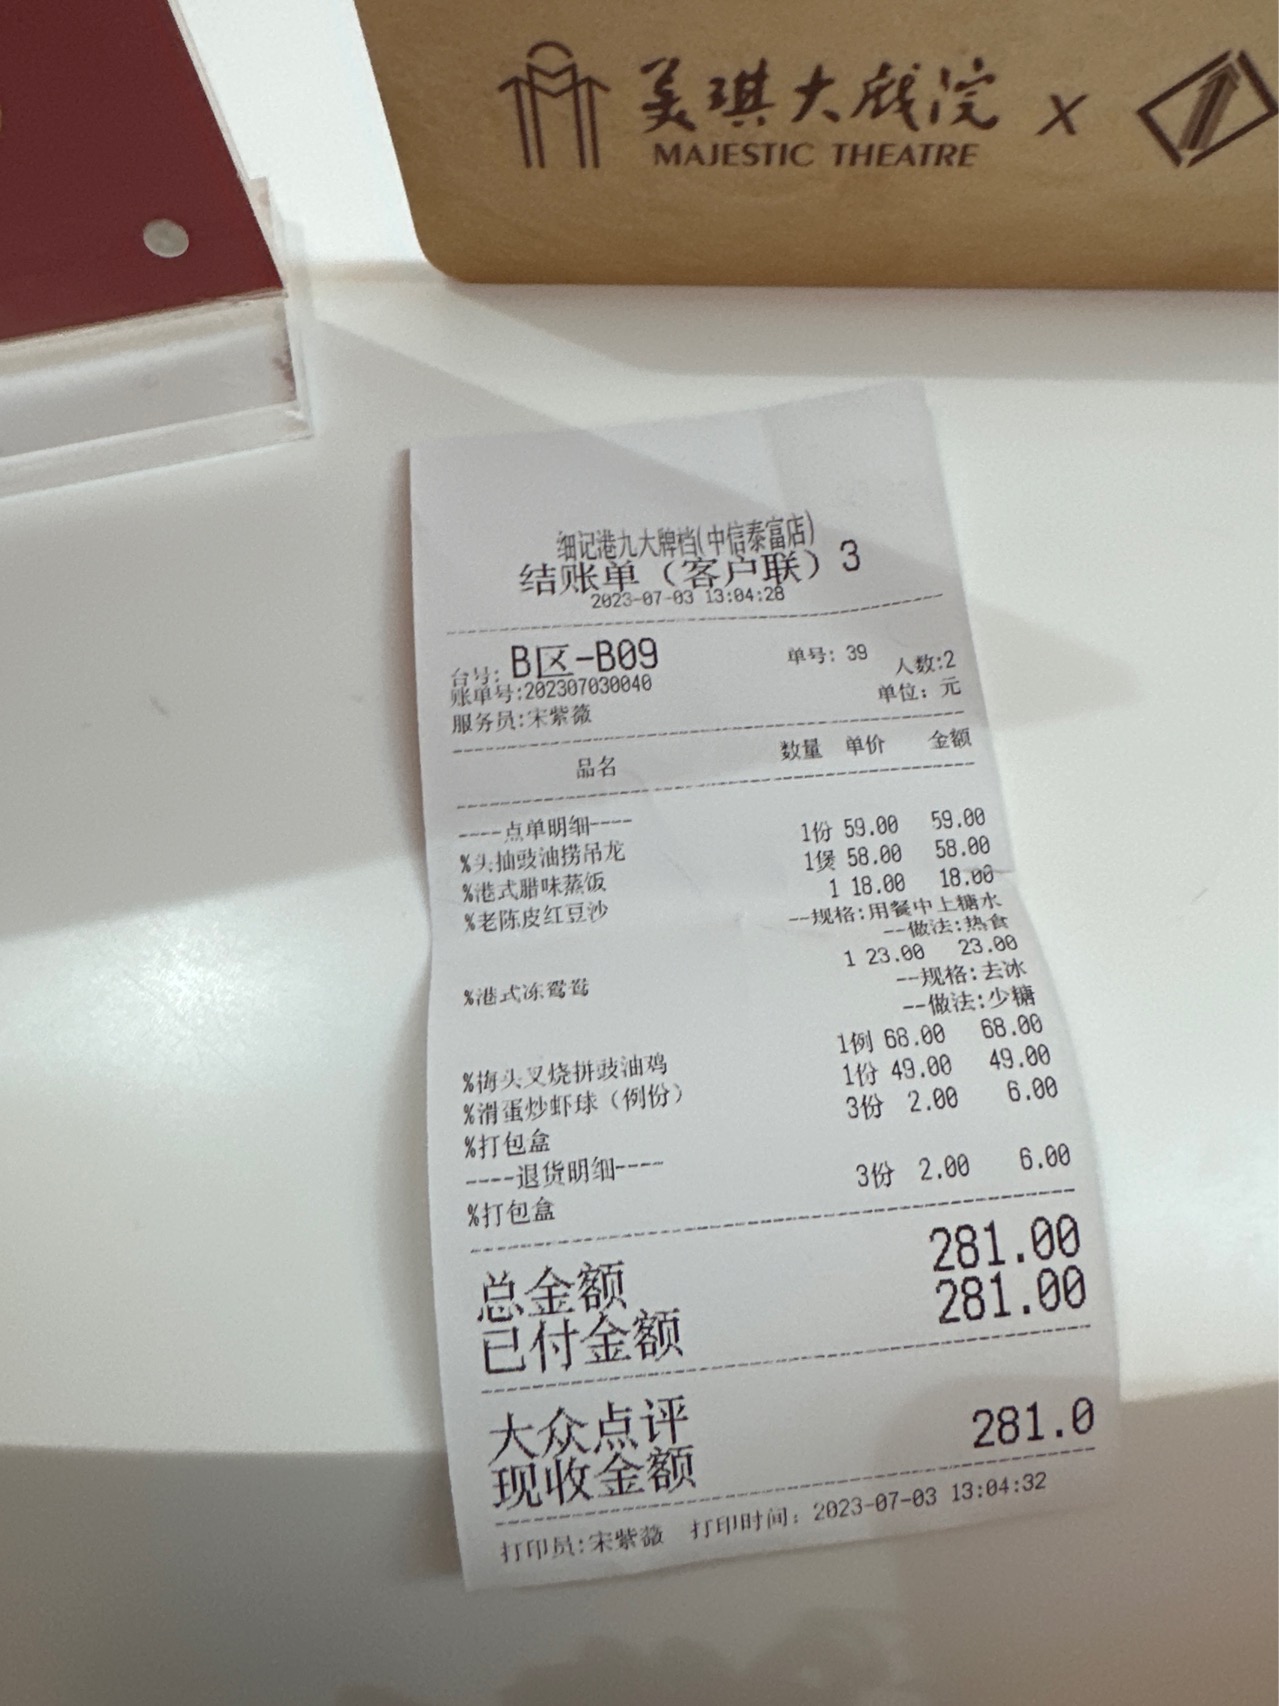 美琪大戏院 x
MAJESTIC THEATRE
细记港九大牌档(中信泰富店)
结账单（客户联）3
2023-07-03 13:04:28
台号: B区-B09 单号: 39 人数:2
账单号:202307030040 单位: 元
服务员:宋紫薇
品名 数量 单价 金额
----点单明细----
%头抽豉油捞吊龙 1份 59.00 59.00
%港式腊味蒸饭 1煲 58.00 58.00
%老陈皮红豆沙 1 18.00 18.00
--规格:用餐中上糖水
--做法:热食
%港式冻鸳鸯 1 23.00 23.00
--规格:去冰
--做法:少糖
%梅头叉烧拼豉油鸡 1例 68.00 68.00
%滑蛋炒虾球（例份） 1份 49.00 49.00
%打包盒 3份 2.00 6.00
----退货明细----
%打包盒 3份 2.00 6.00
总金额 281.00
已付金额 281.00
大众点评 281.0
现收金额
打印员:宋紫薇 打印时间: 2023-07-03 13:04:32